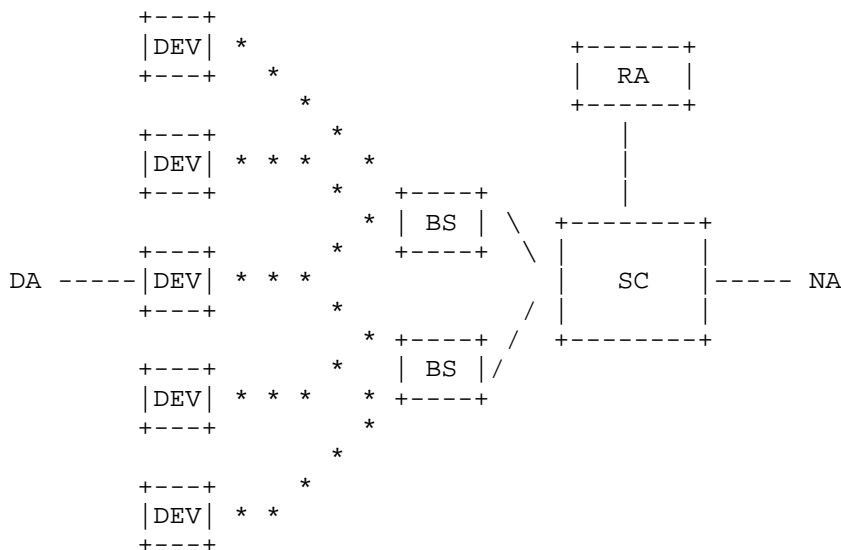 +---+
|DEV| *                    +------+
+---+   *                  |  RA  |
          *                +------+
+---+       *                 |
|DEV| * * *   *               |
+---+       *   +----+        |
              * | BS | \  +--------+
+---+       *   +----+  \ |        |
DA -----|DEV| * * *               |   SC   |----- NA
+---+       *           / |        |
              * +----+ /  +--------+
+---+       *   | BS |/
|DEV| * * *   * +----+
+---+         *
            *
+---+     *
|DEV| * *
+---+